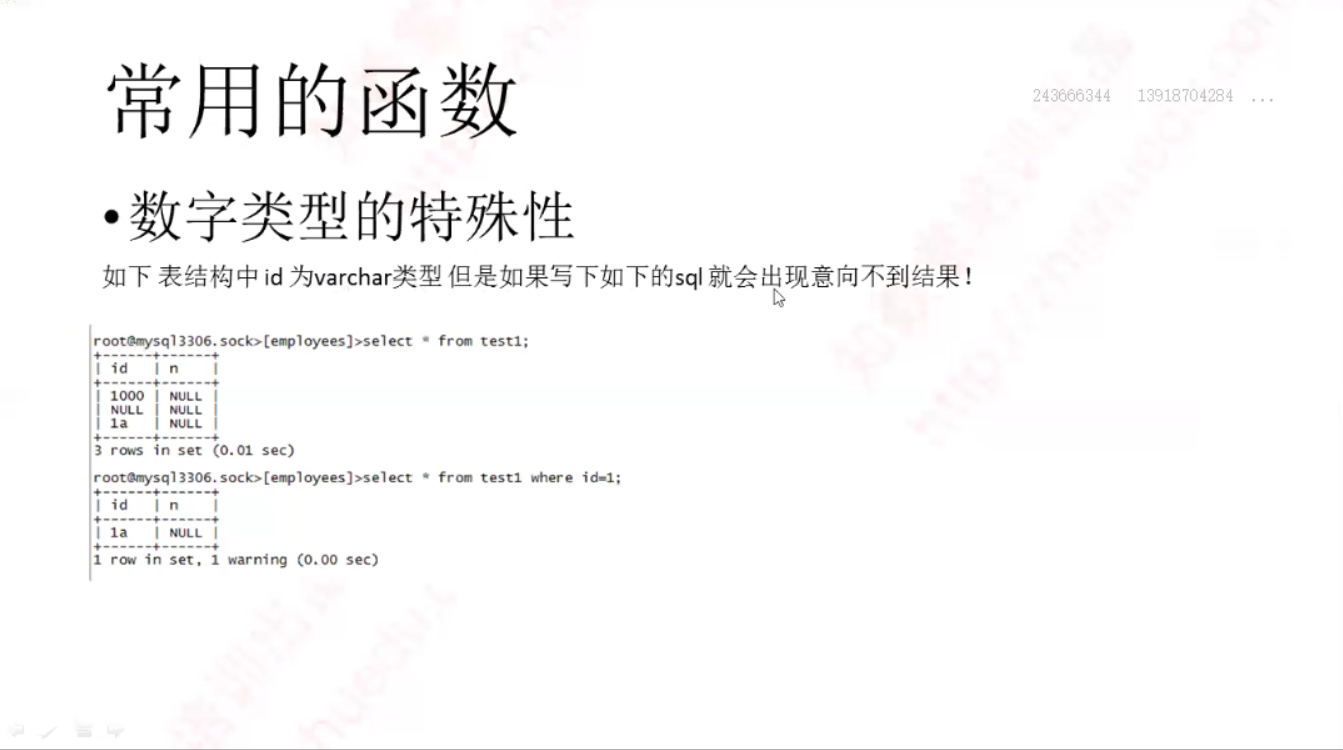 常用的函数
243666344 13918704284 ...
•数字类型的特殊性
如下 表结构中 id 为varchar类型 但是如果写下如下的sql 就会出现意向不到结果！
root@mysql3306.sock>[employees]>select * from test1;
+------+------+
| id | n |
+------+------+
| 1000 | NULL |
| NULL | NULL |
| 1a | NULL |
+------+------+
3 rows in set (0.01 sec)
root@mysql3306.sock>[employees]>select * from test1 where id=1;
+------+------+
| id | n |
+------+------+
| 1a | NULL |
+------+------+
1 row in set, 1 warning (0.00 sec)